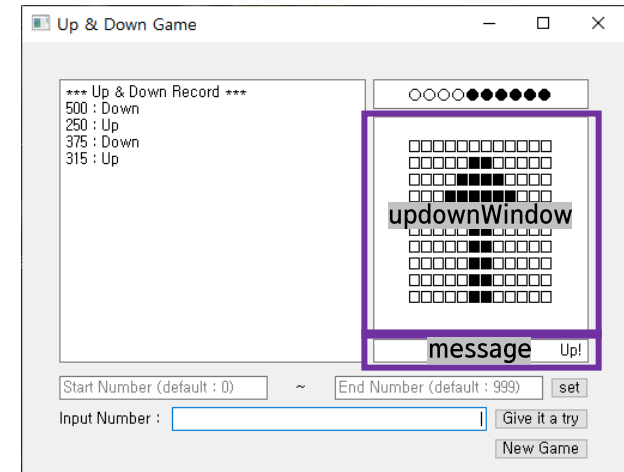 Up & Down Game
*** Up & Down Record ***
500 : Down
250 : Up
375 : Down
315 : Up
○○○○●●●●●●
updownWindow
message
Up!
Start Number (default : 0)
~
End Number (default : 999)
set
Input Number :
Give it a try
New Game